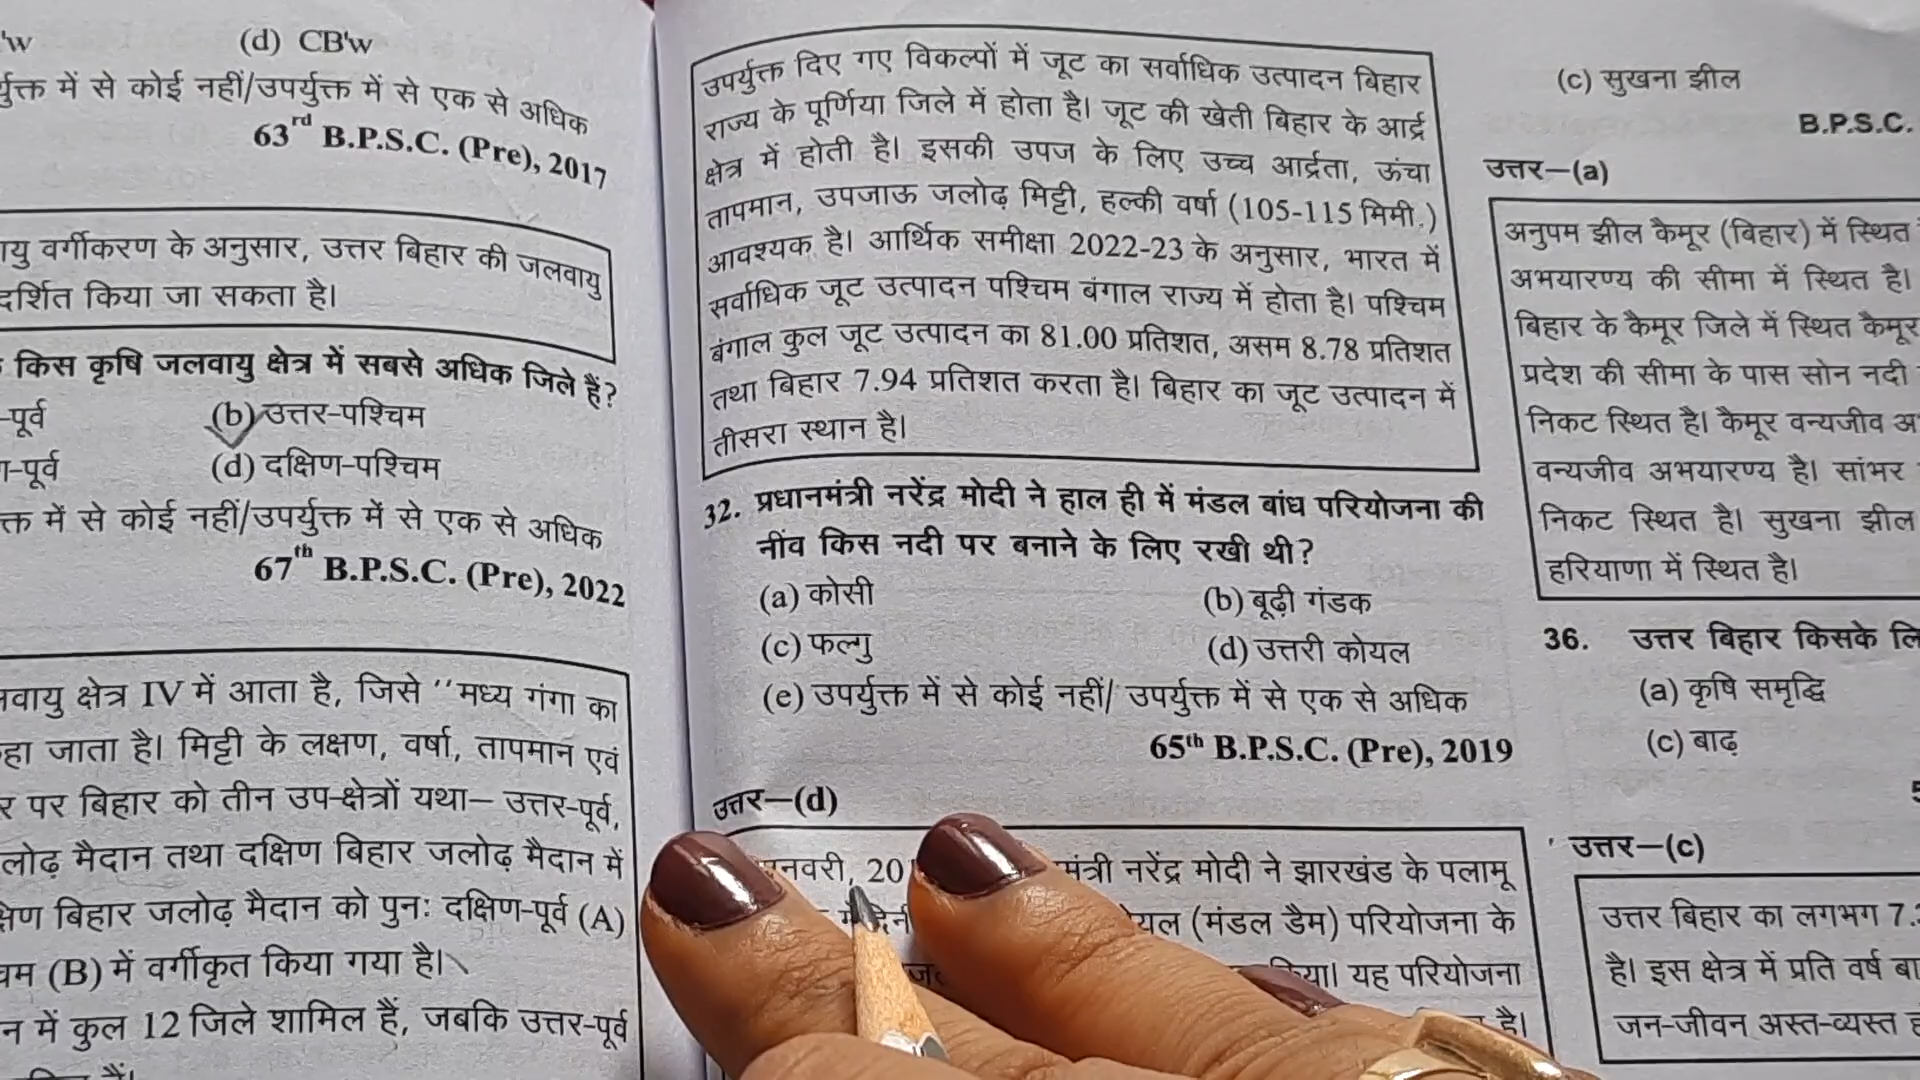 'w (d) CB'w
र्युक्त में से कोई नहीं/उपर्युक्त में से एक से अधिक
63rd B.P.S.C. (Pre), 2017
वर्गीकरण के अनुसार, उत्तर बिहार की जलवायु
किया जा सकता है।
किस कृषि जलवायु क्षेत्र में सबसे अधिक जिले हैं?
-पूर्व (b) उत्तर-पश्चिम
-पूर्व (d) दक्षिण-पश्चिम
में से कोई नहीं/उपर्युक्त में से एक से अधिक
67th B.P.S.C. (Pre), 2022
क्षेत्र IV में आता है, जिसे ''मध्य गंगा का
जाता है। मिट्टी के लक्षण, वर्षा, तापमान एवं
पर बिहार को तीन उप-क्षेत्रों यथा– उत्तर-पूर्व,
मैदान तथा दक्षिण बिहार जलोढ़ मैदान में
बिहार जलोढ़ मैदान को पुनः दक्षिण-पूर्व (A)
(B) में वर्गीकृत किया गया है।
में कुल 12 जिले शामिल हैं, जबकि उत्तर-पूर्व
उपर्युक्त दिए गए विकल्पों में जूट का सर्वाधिक उत्पादन बिहार
राज्य के पूर्णिया जिले में होता है। जूट की खेती बिहार के आर्द्र
क्षेत्र में होती है। इसकी उपज के लिए उच्च आर्द्रता, ऊंचा
तापमान, उपजाऊ जलोढ़ मिट्टी, हल्की वर्षा (105-115 मिमी.)
आवश्यक है। आर्थिक समीक्षा 2022-23 के अनुसार, भारत में
सर्वाधिक जूट उत्पादन पश्चिम बंगाल राज्य में होता है। पश्चिम
बंगाल कुल जूट उत्पादन का 81.00 प्रतिशत, असम 8.78 प्रतिशत
तथा बिहार 7.94 प्रतिशत करता है। बिहार का जूट उत्पादन में
तीसरा स्थान है।
32. प्रधानमंत्री नरेंद्र मोदी ने हाल ही में मंडल बांध परियोजना की
नींव किस नदी पर बनाने के लिए रखी थी?
(a) कोसी (b) बूढ़ी गंडक
(c) फल्गु (d) उत्तरी कोयल
(e) उपर्युक्त में से कोई नहीं/ उपर्युक्त में से एक से अधिक
65th B.P.S.C. (Pre), 2019
उत्तर–(d)
20 मंत्री नरेंद्र मोदी ने झारखंड के पलामू
(मंडल डैम) परियोजना के
यह परियोजना
है।
(c) सुखना झील
B.P.S.C.
उत्तर–(a)
अनुपम झील कैमूर (बिहार) में स्थित
अभयारण्य की सीमा में स्थित है।
बिहार के कैमूर जिले में स्थित कैमूर
प्रदेश की सीमा के पास सोन नदी
निकट स्थित है। कैमूर वन्यजीव
वन्यजीव अभयारण्य है। सांभर
निकट स्थित है। सुखना झील
हरियाणा में स्थित है।
36. उत्तर बिहार किसके
(a) कृषि समृद्धि
(c) बाढ़
उत्तर–(c)
उत्तर बिहार का लगभग 7.
है। इस क्षेत्र में प्रति वर्ष
जन-जीवन अस्त-व्यस्त